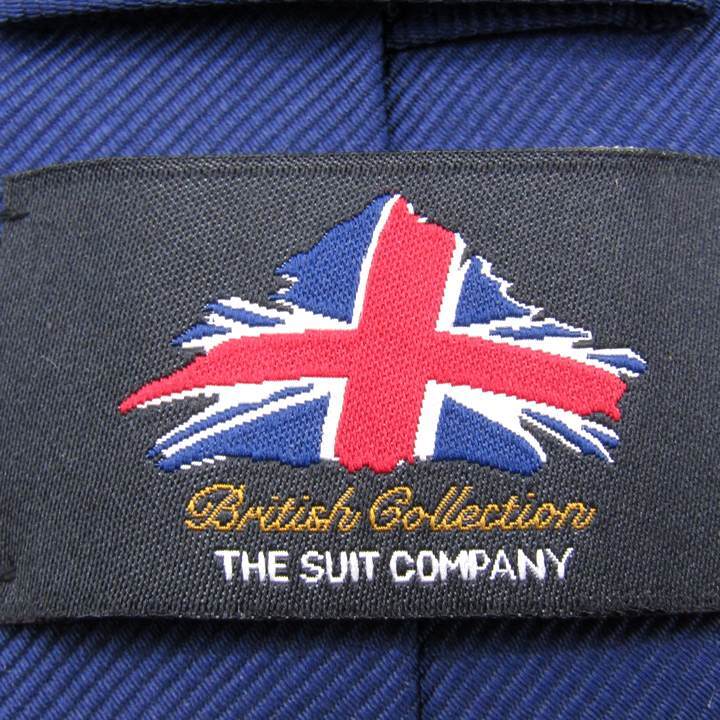 British Collection
THE SUIT COMPANY